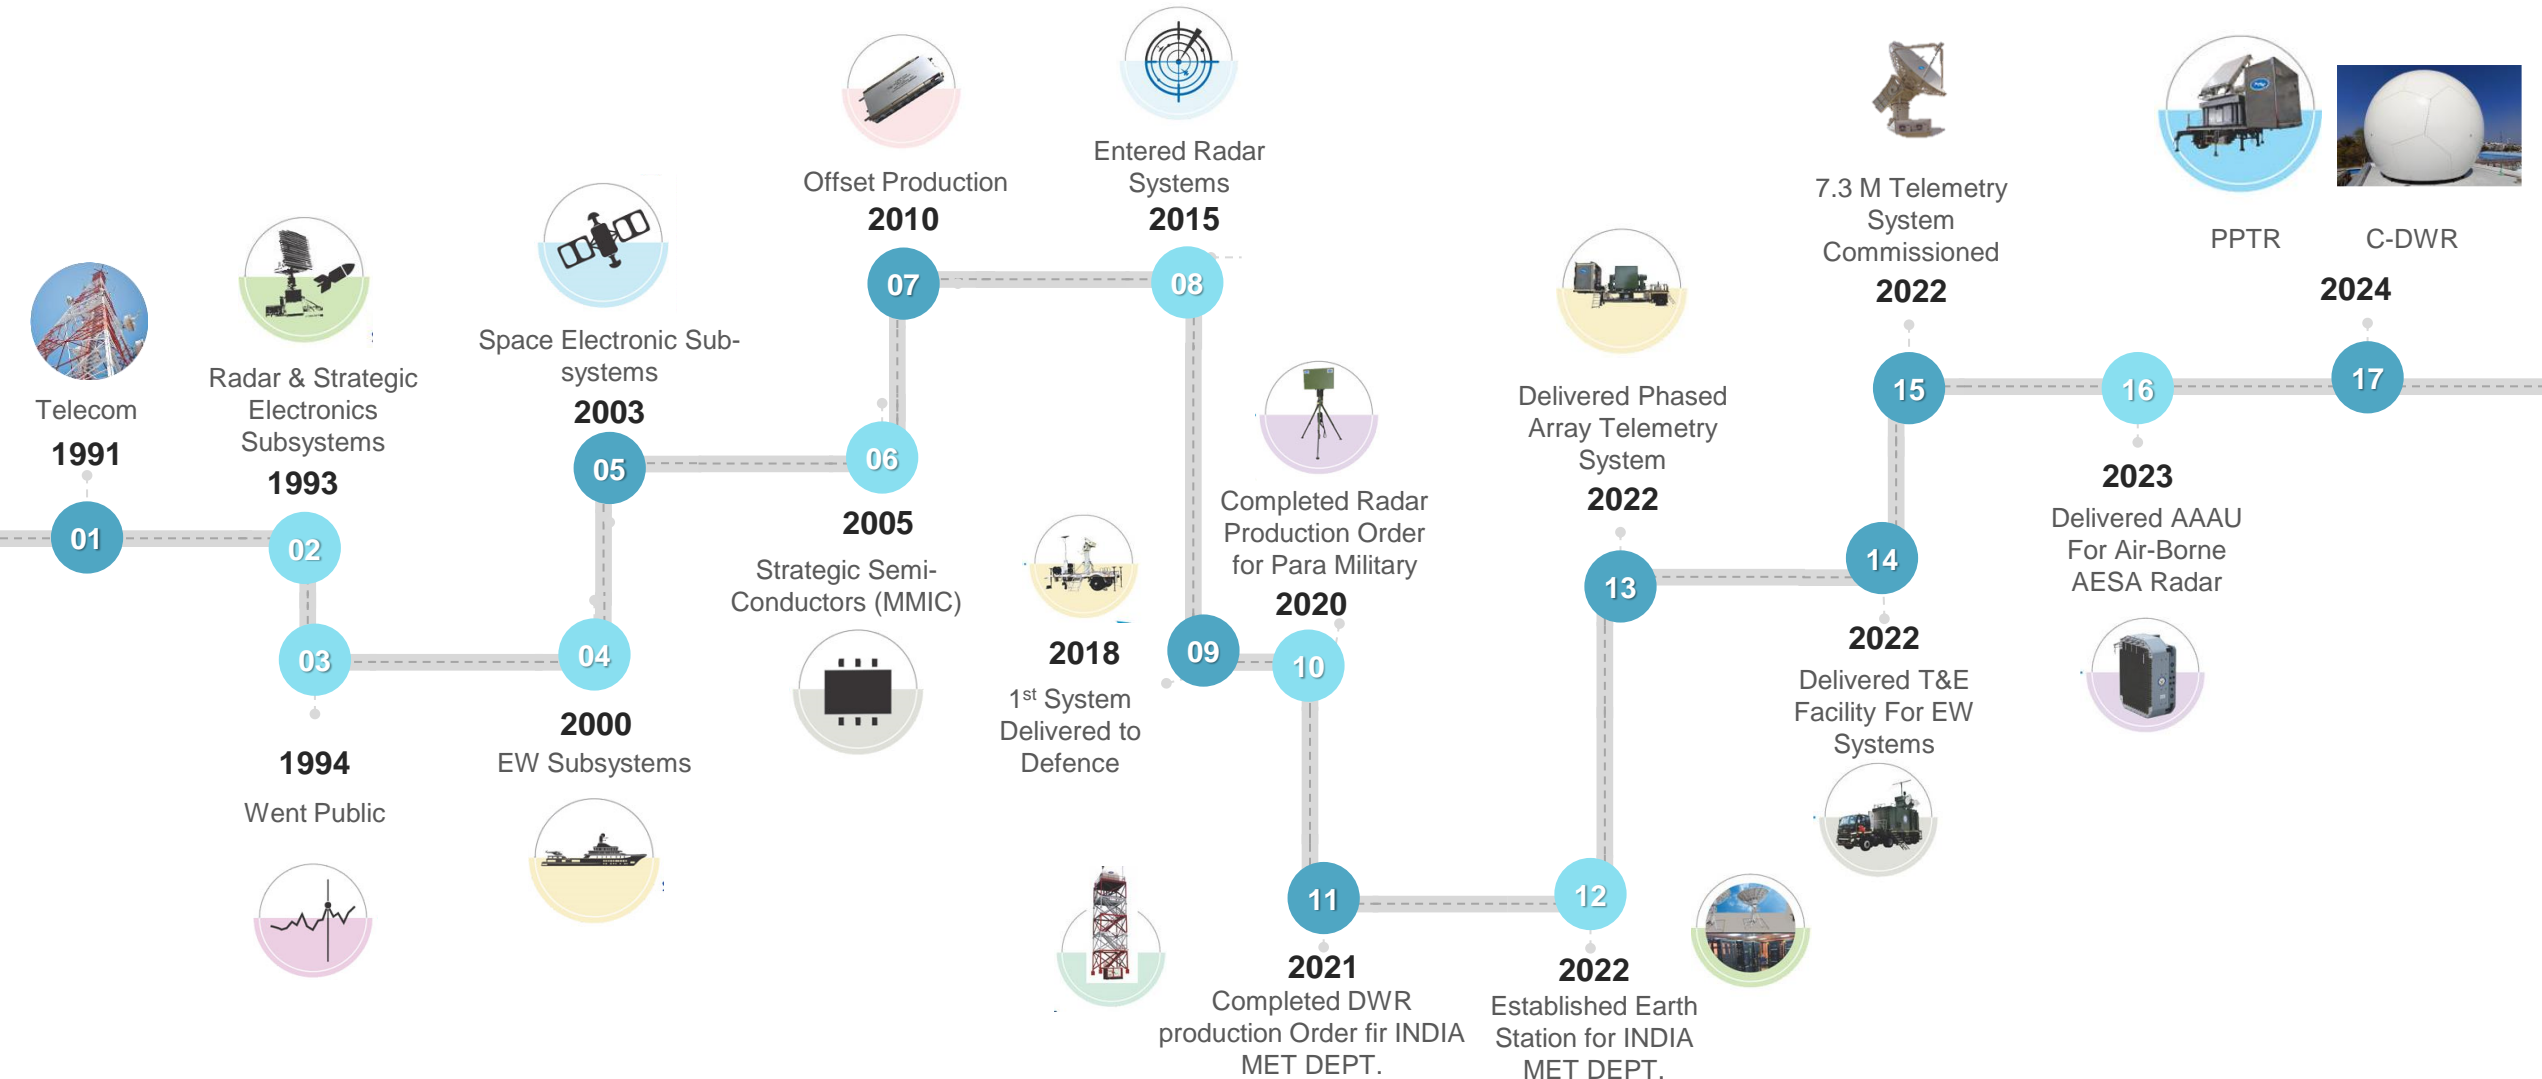 Telecom
1991
01
Radar & Strategic
Electronics
Subsystems
1993
02
03
1994
Went Public
04
2000
EW Subsystems
Space Electronic Sub-
systems
2003
05
06
2005
Strategic Semi-
Conductors (MMIC)
Offset Production
2010
07
Entered Radar
Systems
2015
08
09
2018
1st System
Delivered to
Defence
Completed Radar
Production Order
for Para Military
2020
10
11
2021
Completed DWR
production Order fir INDIA
MET DEPT.
12
2022
Established Earth
Station for INDIA
MET DEPT.
Delivered Phased
Array Telemetry
System
2022
13
14
2022
Delivered T&E
Facility For EW
Systems
7.3 M Telemetry
System
Commissioned
2022
15
16
2023
Delivered AAAU
For Air-Borne
AESA Radar
PPTR
C-DWR
2024
17